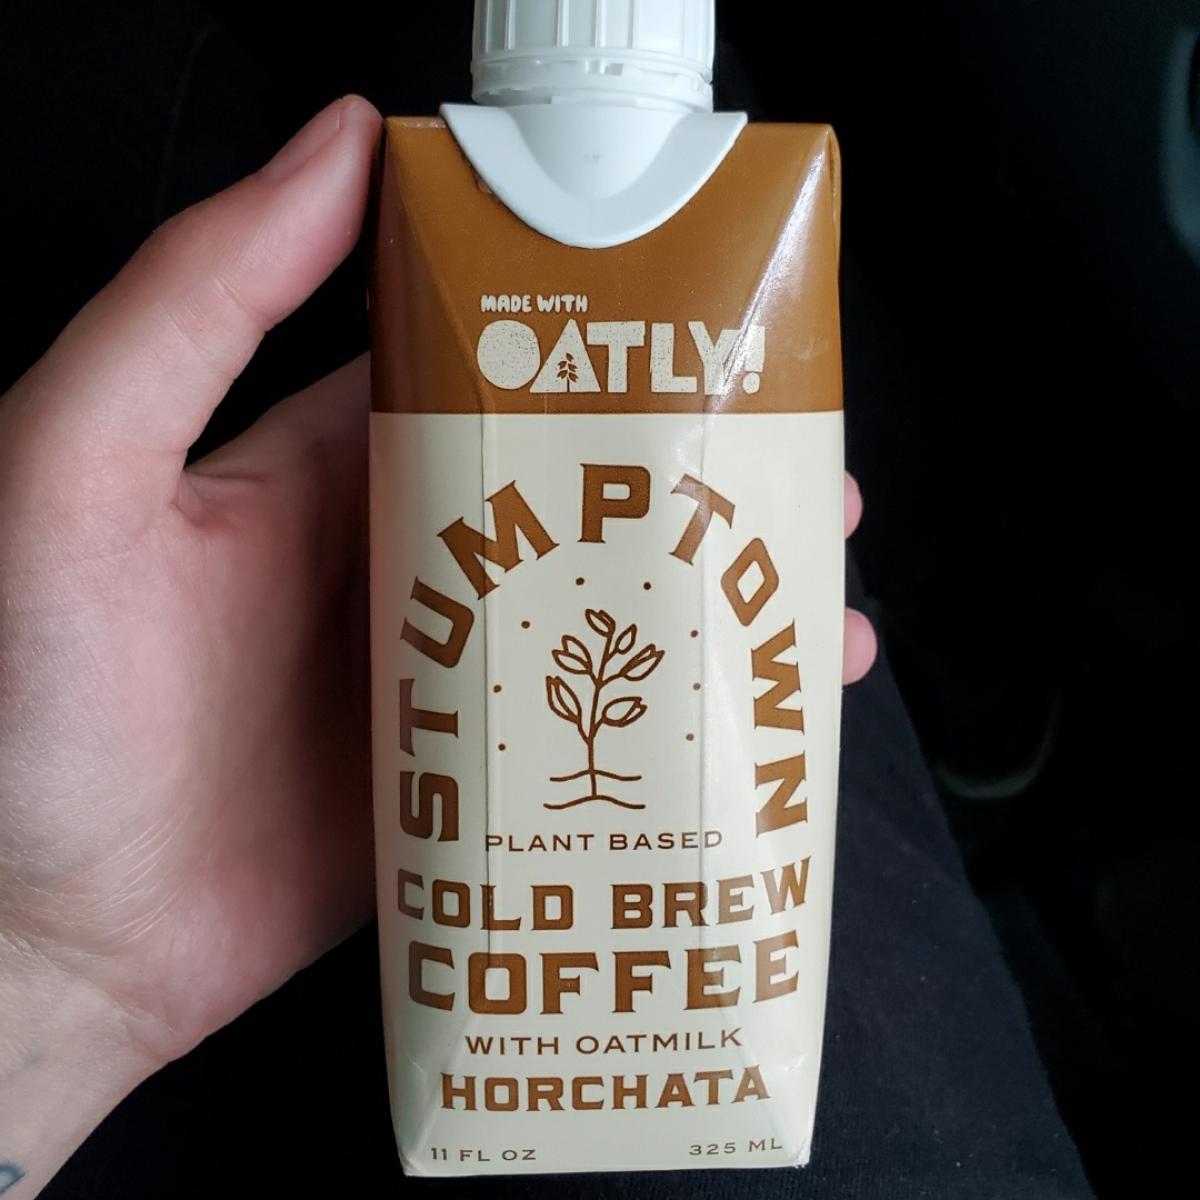 MADE WITH
OATLY!
STUMPTOWN
PLANT BASED
COLD BREW
COFFEE
WITH OATMILK
HORCHATA
11 FL OZ 325 ML